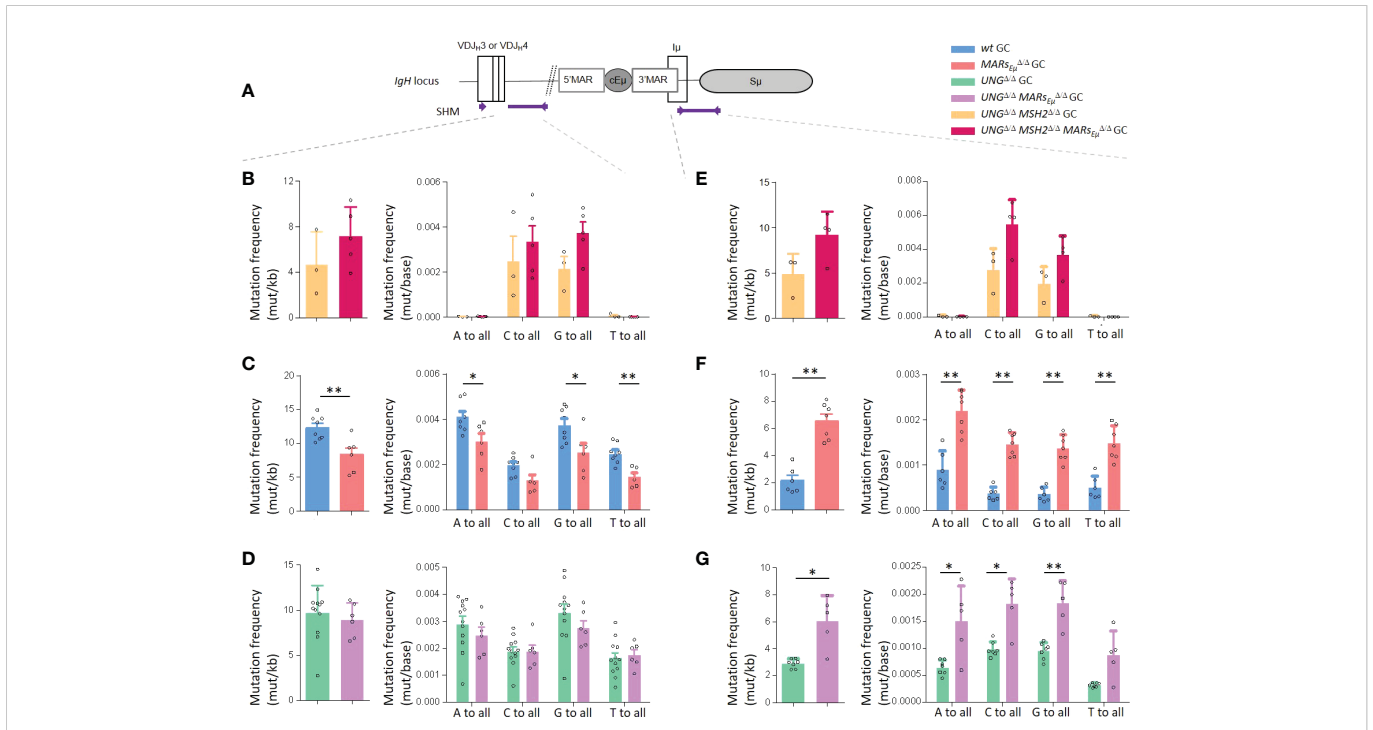 A
VDJH3 or VDJH4
IgH locus
5'MAR
cEμ
3'MAR
Iμ
Sμ
SHM
wt GC
MARsEμΔ/Δ GC
UNGΔ/Δ GC
UNGΔ/Δ MARsEμΔ/Δ GC
UNGΔ/Δ MSH2Δ/Δ GC
UNGΔ/Δ MSH2Δ/Δ MARsEμΔ/Δ GC
B
Mutation frequency
(mut/kb)
12
8
4
0
Mutation frequency
(mut/base)
0.006
0.004
0.002
0.000
A to all C to all G to all T to all
E
Mutation frequency
(mut/kb)
15
10
5
0
Mutation frequency
(mut/base)
0.008
0.006
0.004
0.002
0.000
A to all C to all G to all T to all
C
Mutation frequency
(mut/kb)
20
15
10
5
0
**
Mutation frequency
(mut/base)
0.006
0.004
0.002
0.000
* * **
A to all C to all G to all T to all
F
Mutation frequency
(mut/kb)
10
8
6
4
2
0
**
Mutation frequency
(mut/base)
0.003
0.002
0.001
0.000
** ** ** **
A to all C to all G to all T to all
D
Mutation frequency
(mut/kb)
15
10
5
0
Mutation frequency
(mut/base)
0.005
0.004
0.003
0.002
0.001
0.000
A to all C to all G to all T to all
G
Mutation frequency
(mut/kb)
10
8
6
4
2
0
*
Mutation frequency
(mut/base)
0.0025
0.0020
0.0015
0.0010
0.0005
0.0000
* * **
A to all C to all G to all T to all